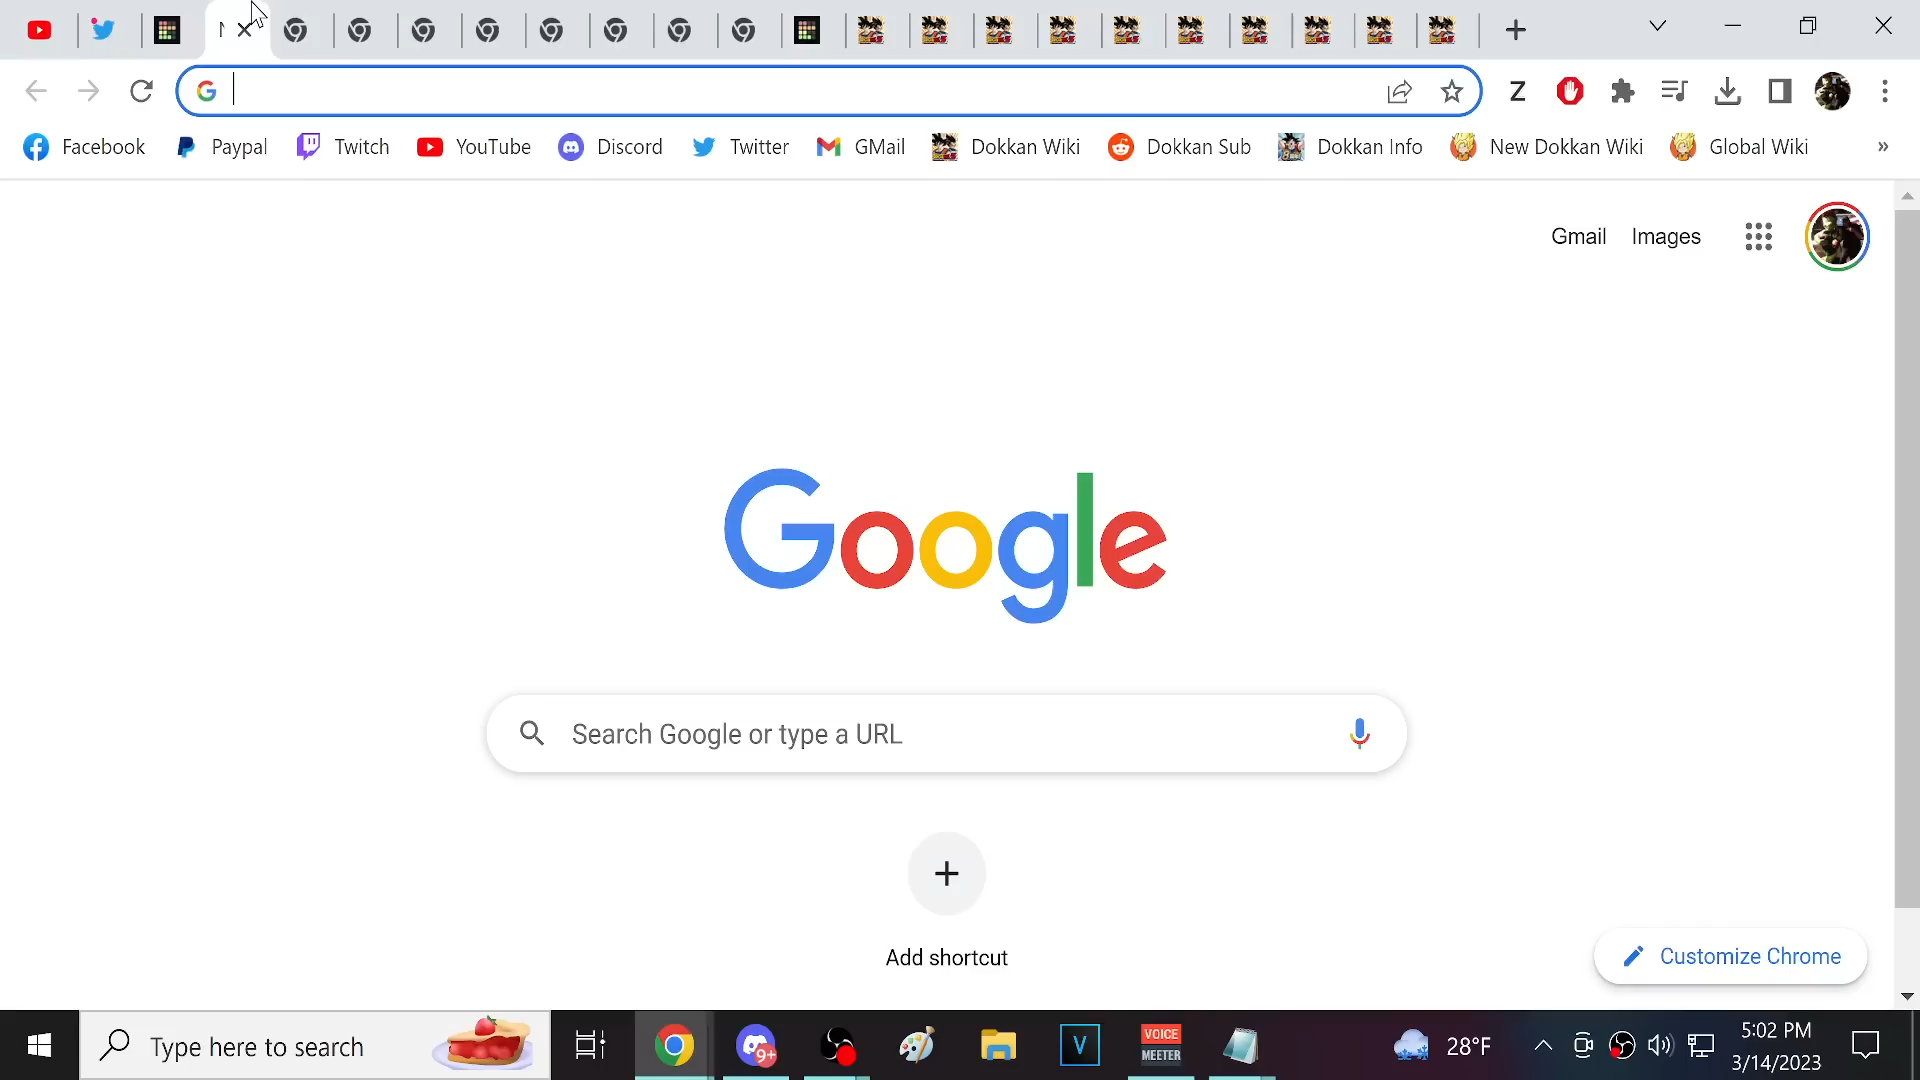 N
Z
Facebook Paypal Twitch YouTube Discord Twitter GMail Dokkan Wiki Dokkan Sub Dokkan Info New Dokkan Wiki Global Wiki »
Gmail Images
Google
Search Google or type a URL
Add shortcut
Customize Chrome
Type here to search
9+
V
VOICE
MEETER
28°F
5:02 PM
3/14/2023